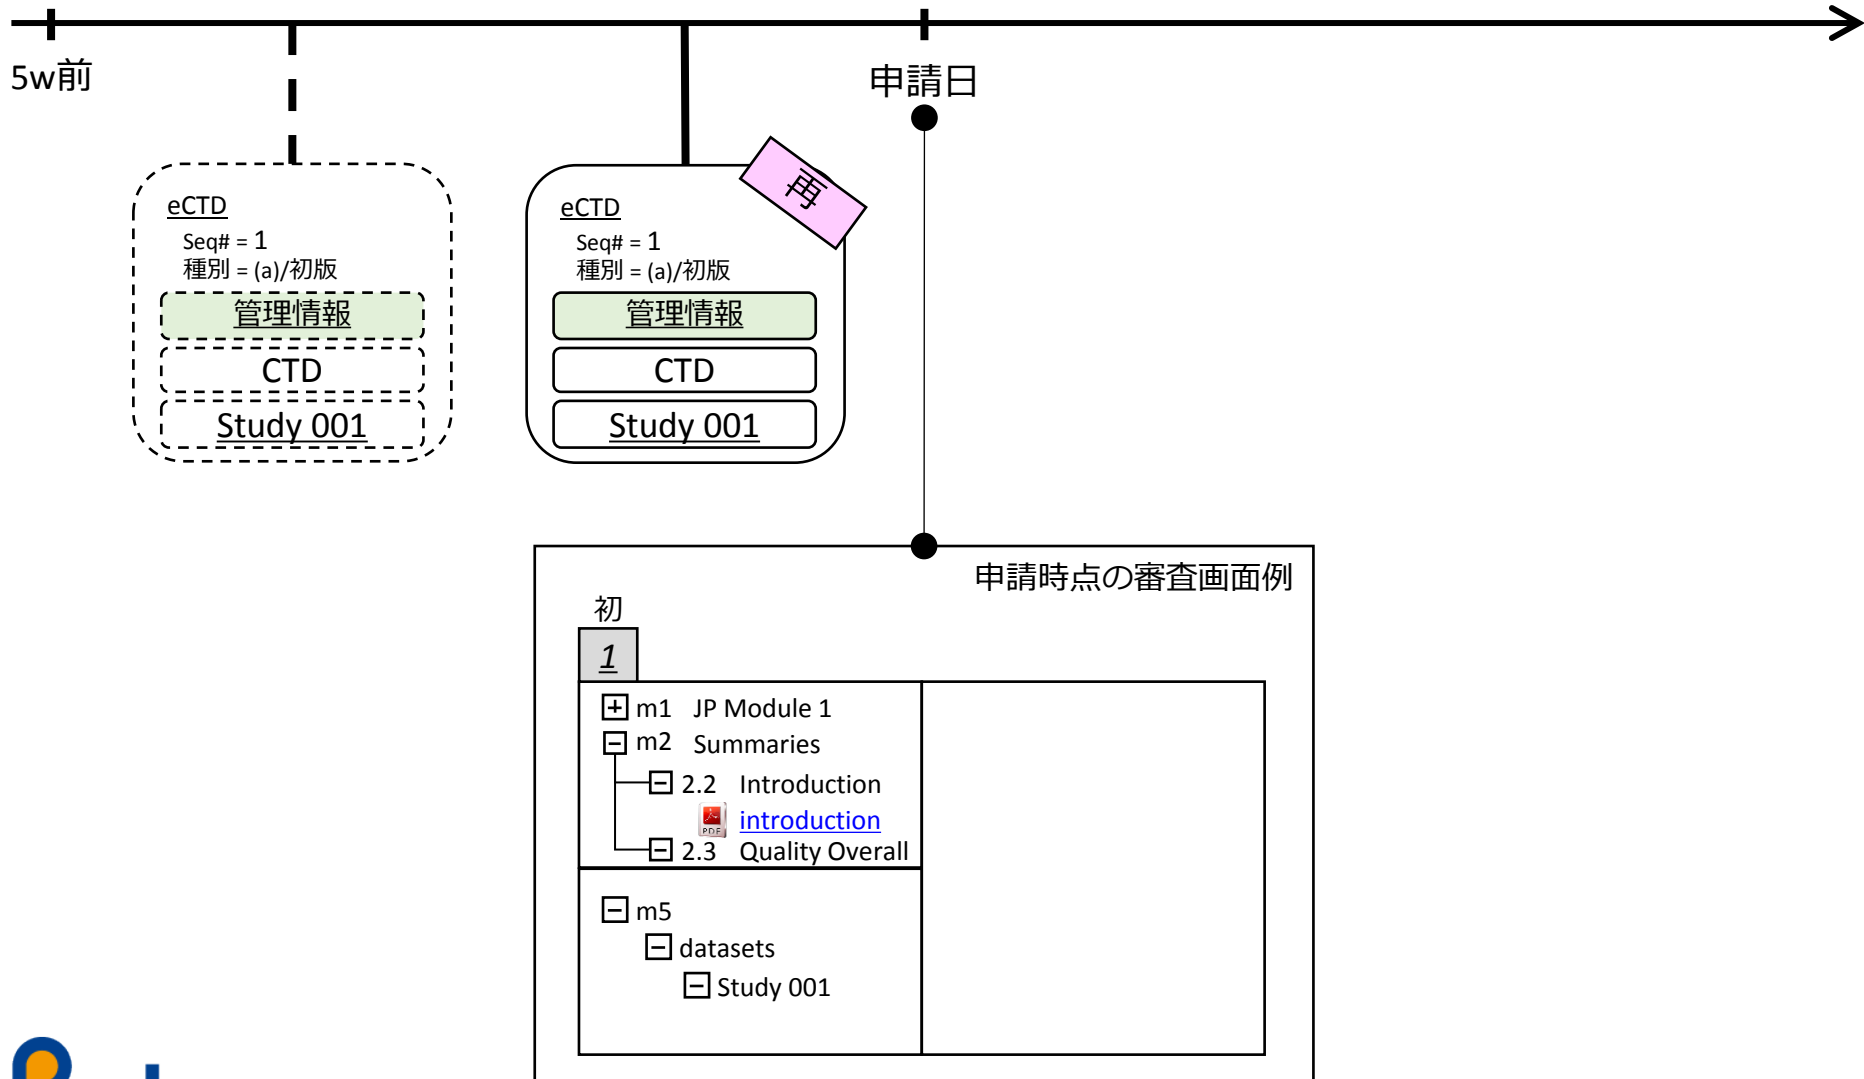 5w前
申請日
eCTD
Seq# = 1
種別 = (a)/初版
管理情報
CTD
Study 001
再
eCTD
Seq# = 1
種別 = (a)/初版
管理情報
CTD
Study 001
申請時点の審査画面例
初
1
m1 JP Module 1
m2 Summaries
2.2 Introduction
PDF introduction
2.3 Quality Overall
m5
datasets
Study 001